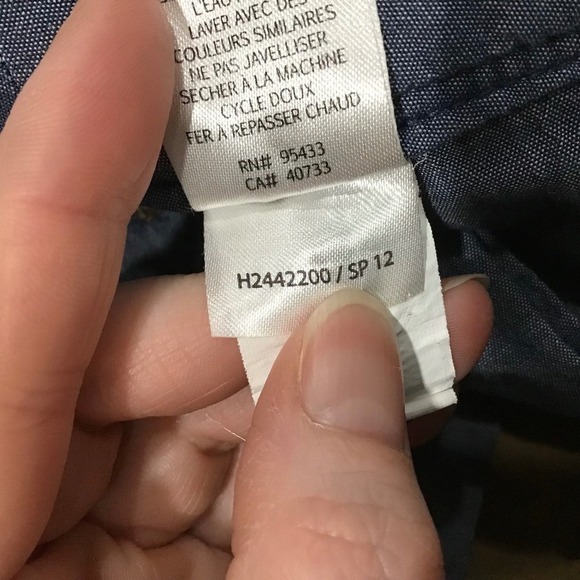 L'EAU
LAVER AVEC DES
COULEURS SIMILAIRES
NE PAS JAVELLISER
SECHER A LA MACHINE
CYCLE DOUX
FER A REPASSER CHAUD
RN# 95433
CA# 40733
H2442200 / SP 12